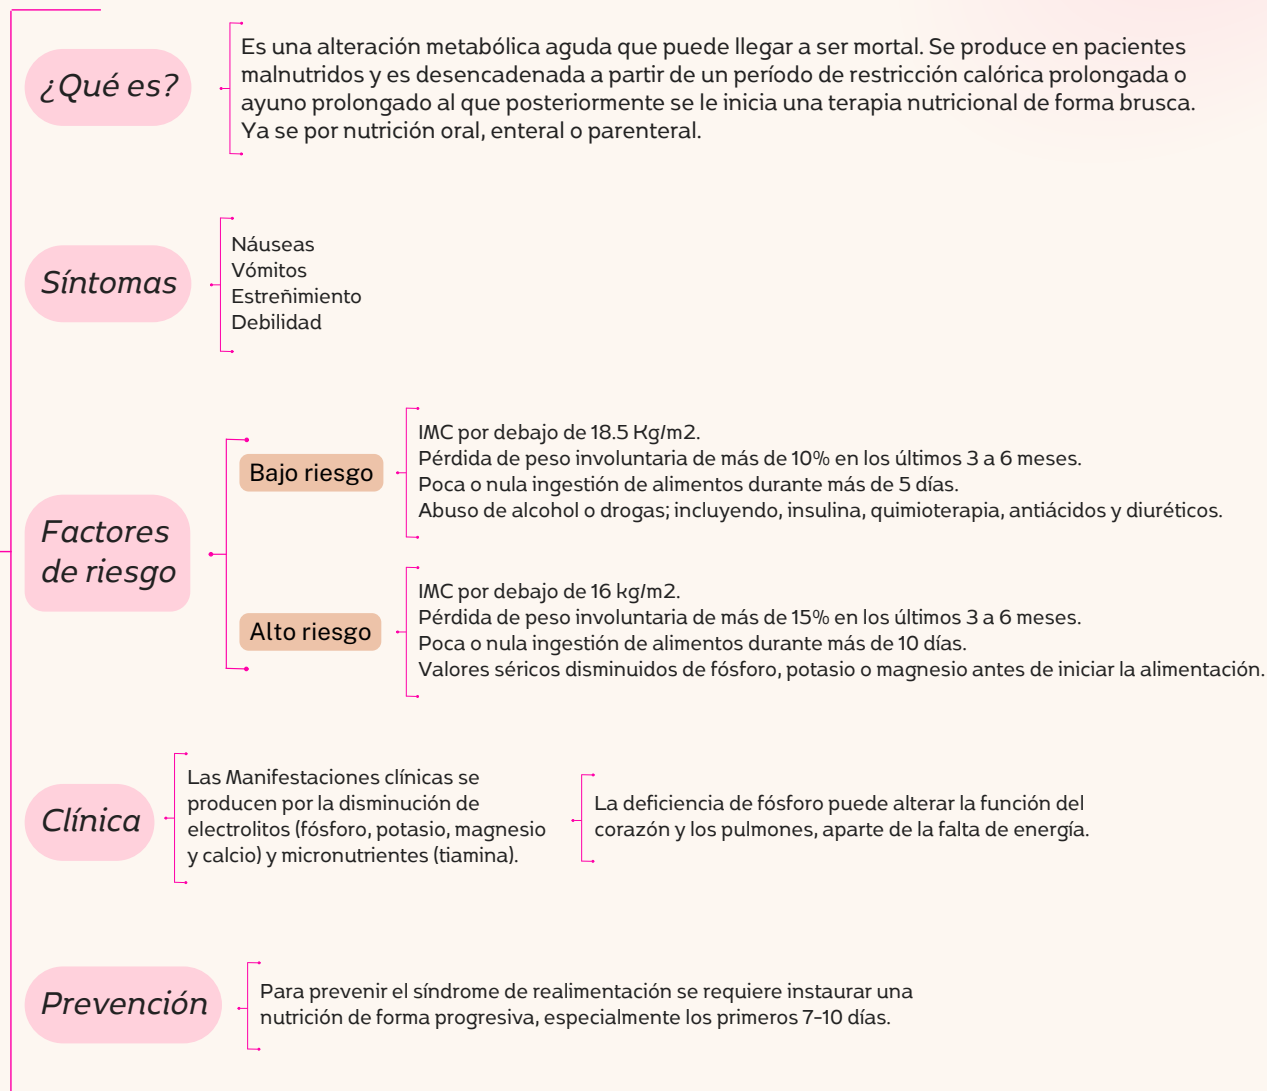 ¿Qué es?
Es una alteración metabólica aguda que puede llegar a ser mortal. Se produce en pacientes
malnutridos y es desencadenada a partir de un período de restricción calórica prolongada o
ayuno prolongado al que posteriormente se le inicia una terapia nutricional de forma brusca.
Ya se por nutrición oral, enteral o parenteral.
Síntomas
Náuseas
Vómitos
Estreñimiento
Debilidad
Factores
de riesgo
Bajo riesgo
IMC por debajo de 18.5 Kg/m2.
Pérdida de peso involuntaria de más de 10% en los últimos 3 a 6 meses.
Poca o nula ingestión de alimentos durante más de 5 días.
Abuso de alcohol o drogas; incluyendo, insulina, quimioterapia, antiácidos y diuréticos.
Alto riesgo
IMC por debajo de 16 kg/m2.
Pérdida de peso involuntaria de más de 15% en los últimos 3 a 6 meses.
Poca o nula ingestión de alimentos durante más de 10 días.
Valores séricos disminuidos de fósforo, potasio o magnesio antes de iniciar la alimentación.
Clínica
Las Manifestaciones clínicas se
producen por la disminución de
electrolitos (fósforo, potasio, magnesio
y calcio) y micronutrientes (tiamina).
La deficiencia de fósforo puede alterar la función del
corazón y los pulmones, aparte de la falta de energía.
Prevención
Para prevenir el síndrome de realimentación se requiere instaurar una
nutrición de forma progresiva, especialmente los primeros 7-10 días.